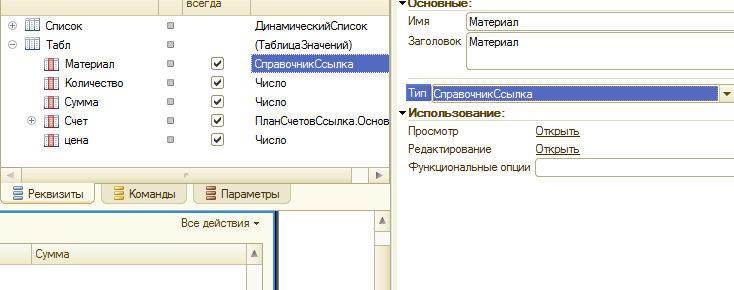 всегда
Список ДинамическийСписок
Табл (ТаблицаЗначений)
Материал СправочникСсылка
Количество Число
Сумма Число
Счет ПланСчетовСсылка.Основ
цена Число
Реквизиты Команды Параметры
Все действия
Сумма
Основные:
Имя Материал
Заголовок Материал
Тип СправочникСсылка
Использование:
Просмотр Открыть
Редактирование Открыть
Функциональные опции